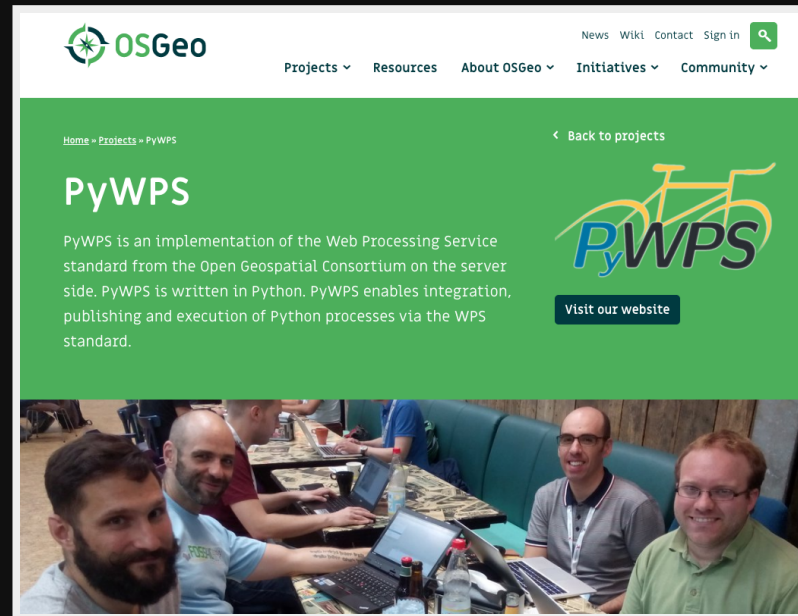 OSGeo
News Wiki Contact Sign in
Projects Resources About OSGeo Initiatives Community
Home » Projects » PyWPS
Back to projects
PyWPS
PyWPS is an implementation of the Web Processing Service
standard from the Open Geospatial Consortium on the server
side. PyWPS is written in Python. PyWPS enables integration,
publishing and execution of Python processes via the WPS
standard.
PyWPS
Visit our website